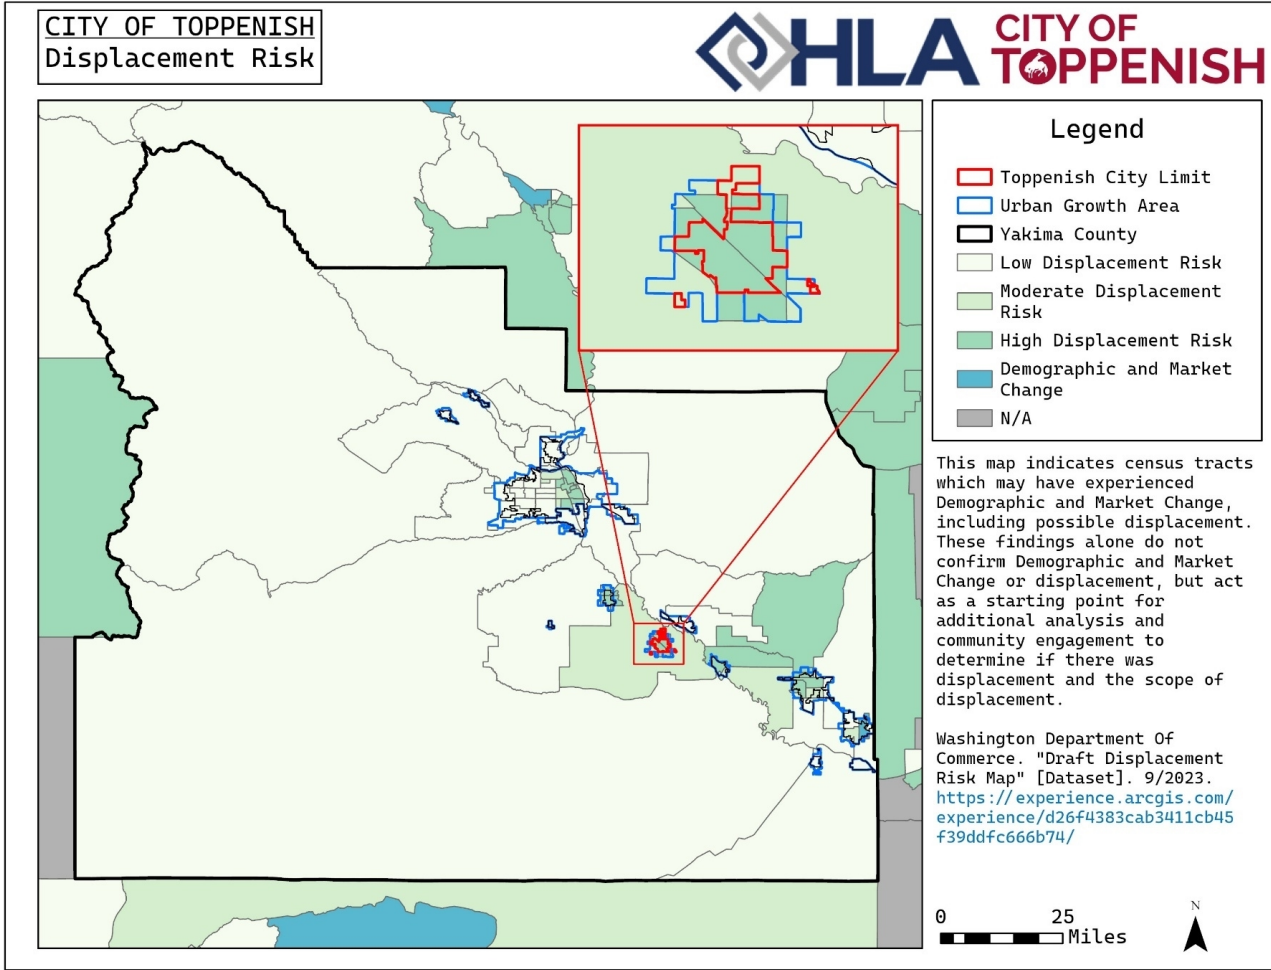 CITY OF TOPPENISH
Displacement Risk
HLA
CITY OF
TOPPENISH
Legend
Toppenish City Limit
Urban Growth Area
Yakima County
Low Displacement Risk
Moderate Displacement
Risk
High Displacement Risk
Demographic and Market
Change
N/A
This map indicates census tracts
which may have experienced
Demographic and Market Change,
including possible displacement.
These findings alone do not
confirm Demographic and Market
Change or displacement, but act
as a starting point for
additional analysis and
community engagement to
determine if there was
displacement and the scope of
displacement.
Washington Department Of
Commerce. "Draft Displacement
Risk Map" [Dataset]. 9/2023.
https://experience.arcgis.com/
experience/d26f4383cab3411cb45
f39ddfc666b74/
0 25
Miles
N